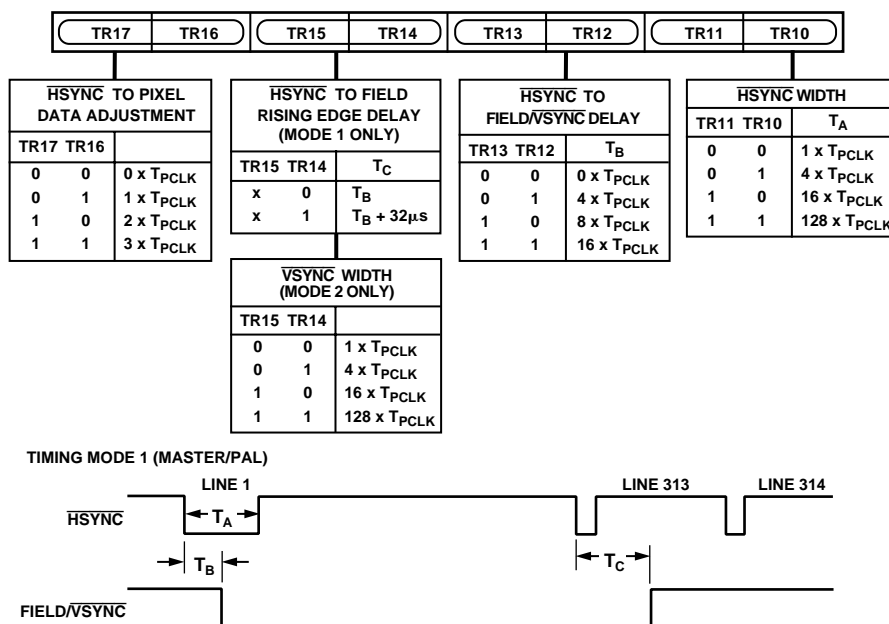 TR17 TR16 TR15 TR14 TR13 TR12 TR11 TR10
HSYNC TO PIXEL
DATA ADJUSTMENT
TR17 TR16
0 0 0 x TPCLK
0 1 1 x TPCLK
1 0 2 x TPCLK
1 1 3 x TPCLK
HSYNC TO FIELD
RISING EDGE DELAY
(MODE 1 ONLY)
TR15 TR14 TC
x 0 TB
x 1 TB + 32µs
VSYNC WIDTH
(MODE 2 ONLY)
TR15 TR14
0 0 1 x TPCLK
0 1 4 x TPCLK
1 0 16 x TPCLK
1 1 128 x TPCLK
HSYNC TO
FIELD/VSYNC DELAY
TR13 TR12 TB
0 0 0 x TPCLK
0 1 4 x TPCLK
1 0 8 x TPCLK
1 1 16 x TPCLK
HSYNC WIDTH
TR11 TR10 TA
0 0 1 x TPCLK
0 1 4 x TPCLK
1 0 16 x TPCLK
1 1 128 x TPCLK
TIMING MODE 1 (MASTER/PAL)
LINE 1 LINE 313 LINE 314
HSYNC TA
TB TC
FIELD/VSYNC